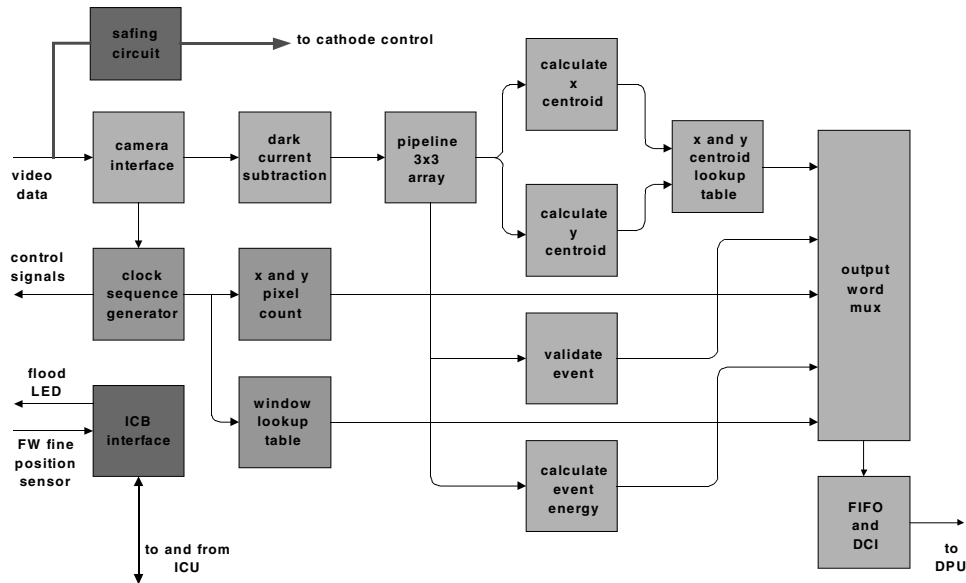 safing
circuit
to cathode control
camera
interface
dark
current
subtraction
pipeline
3x3
array
calculate
x
centroid
calculate
y
centroid
x and y
centroid
lookup
table
video
data
control
signals
clock
sequence
generator
x and y
pixel
count
output
word
mux
validate
event
flood
LED
ICB
interface
window
lookup
table
FW fine
position
sensor
calculate
event
energy
FIFO
and
DCI
to and from
ICU
to
DPU